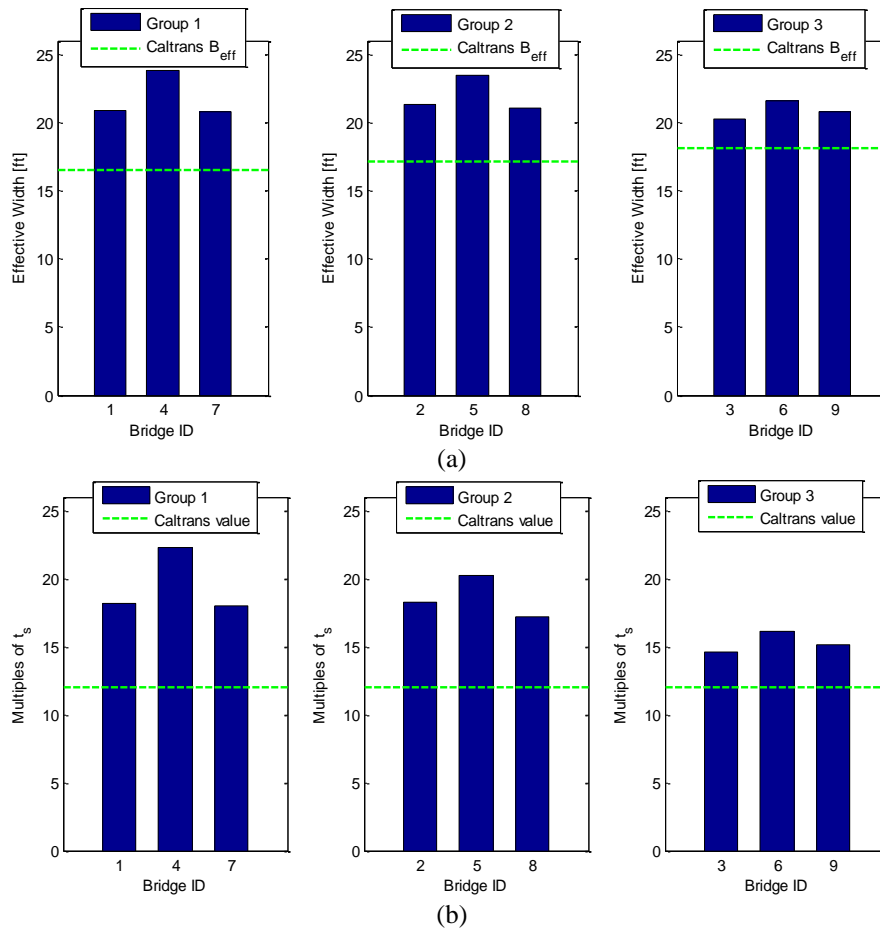 Group 1
Caltrans B_eff
25
20
15
10
5
0
Effective Width [ft]
1 4 7
Bridge ID
Group 2
Caltrans B_eff
25
20
15
10
5
0
Effective Width [ft]
2 5 8
Bridge ID
Group 3
Caltrans B_eff
25
20
15
10
5
0
Effective Width [ft]
3 6 9
Bridge ID
(a)
Group 1
Caltrans value
25
20
15
10
5
0
Multiples of t_s
1 4 7
Bridge ID
Group 2
Caltrans value
25
20
15
10
5
0
Multiples of t_s
2 5 8
Bridge ID
Group 3
Caltrans value
25
20
15
10
5
0
Multiples of t_s
3 6 9
Bridge ID
(b)